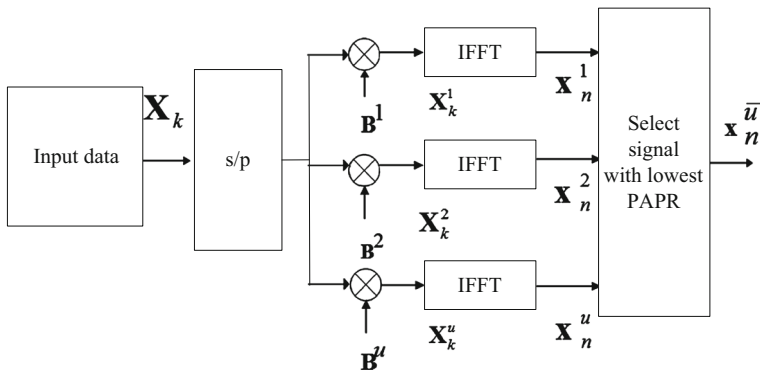 Input data
X_k
s/p
B^1
X_k^1
IFFT
x_n^1
B^2
X_k^2
IFFT
x_n^2
B^u
X_k^u
IFFT
x_n^u
Select
signal
with lowest
PAPR
x_n^{\bar{u}}